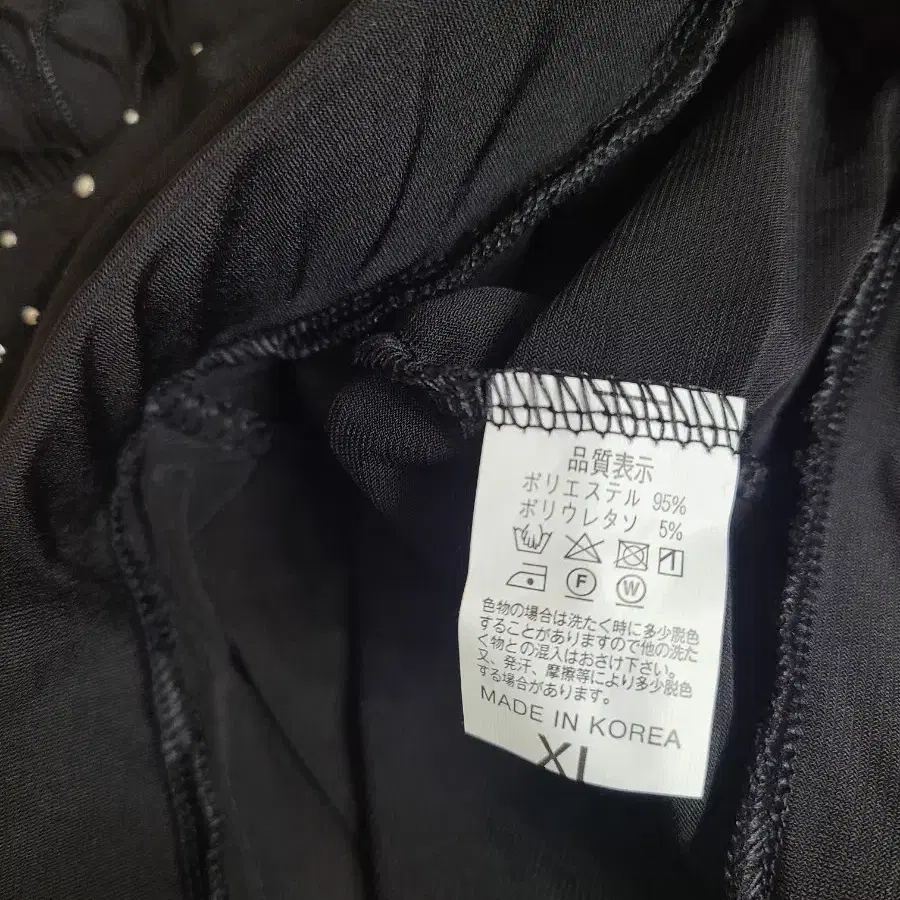 品質表示
ポリエステル 95%
ポリウレタソ 5%
F W
色物の場合は洗たく時に多少脱色
することがありますので他の洗た
く物との混入はおさけ下さい。
又、発汗、摩擦等により多少脱色
する場合があります。
MADE IN KOREA
XL